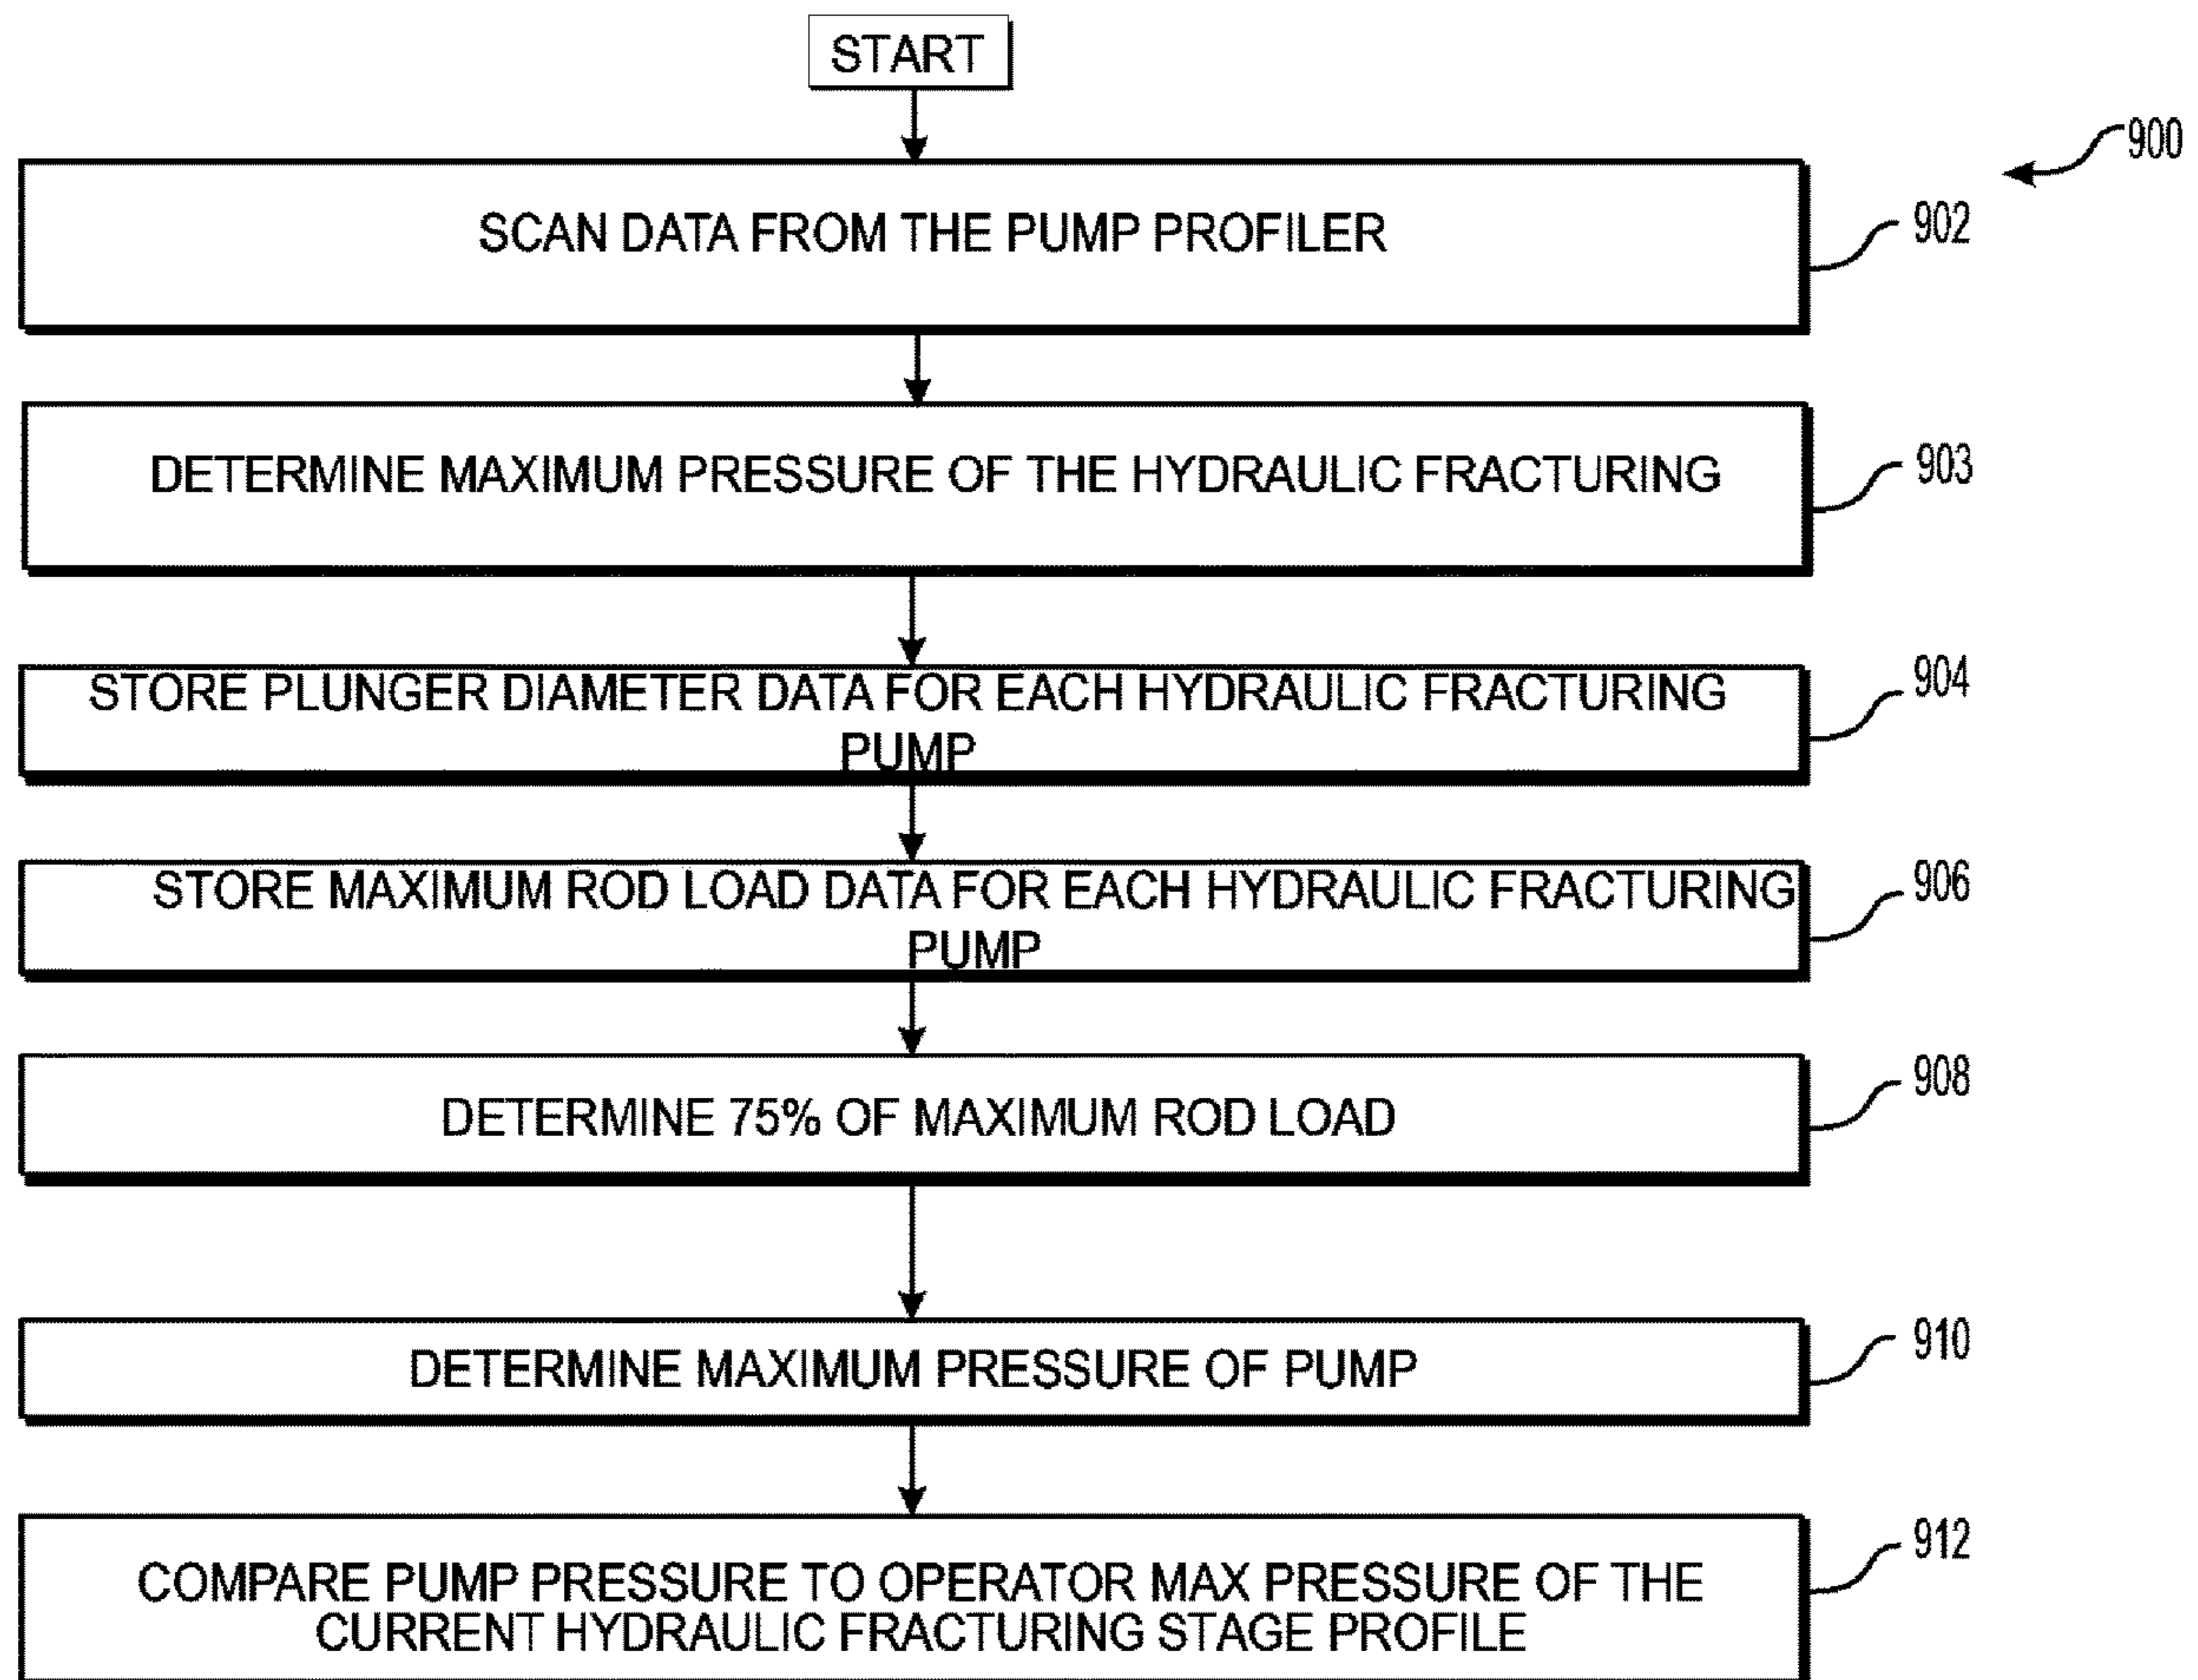 START
900
SCAN DATA FROM THE PUMP PROFILER
902
DETERMINE MAXIMUM PRESSURE OF THE HYDRAULIC FRACTURING
903
STORE PLUNGER DIAMETER DATA FOR EACH HYDRAULIC FRACTURING
PUMP
904
STORE MAXIMUM ROD LOAD DATA FOR EACH HYDRAULIC FRACTURING
PUMP
906
DETERMINE 75% OF MAXIMUM ROD LOAD
908
DETERMINE MAXIMUM PRESSURE OF PUMP
910
COMPARE PUMP PRESSURE TO OPERATOR MAX PRESSURE OF THE
CURRENT HYDRAULIC FRACTURING STAGE PROFILE
912